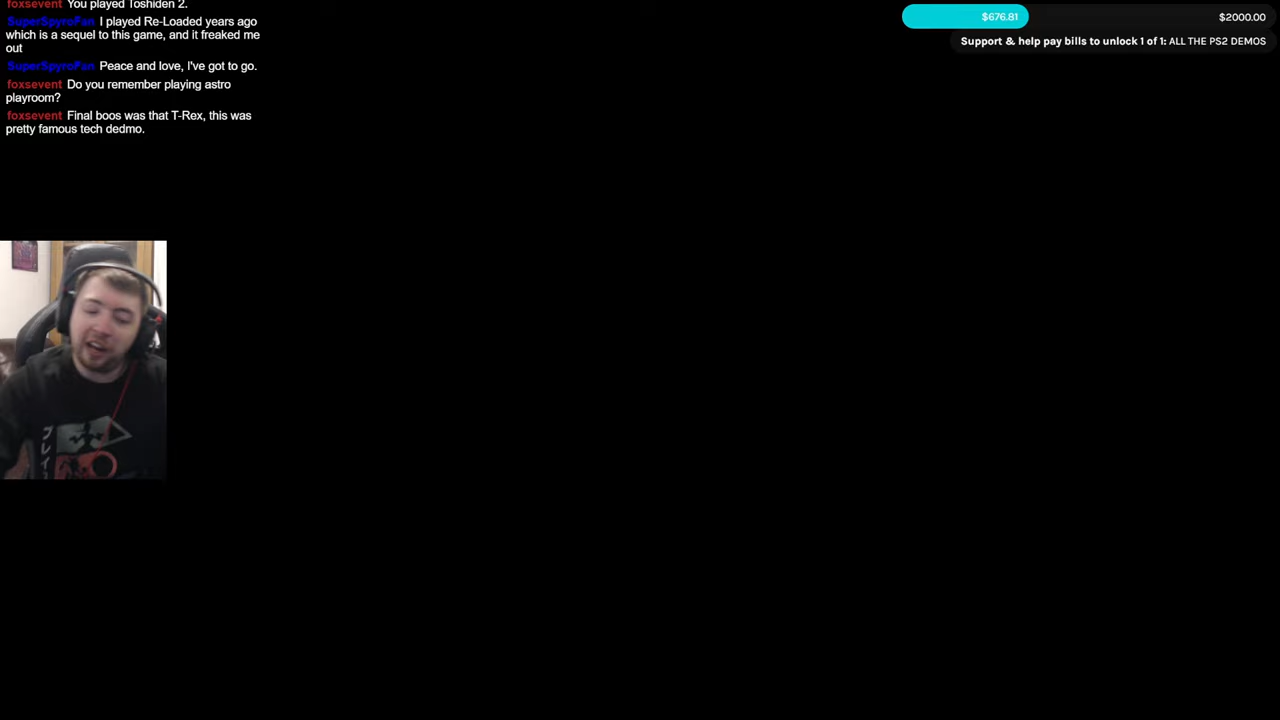 foxsevent You played Toshiden 2.
SuperSpyroFan I played Re-Loaded years ago
which is a sequel to this game, and it freaked me
out
SuperSpyroFan Peace and love, I've got to go.
foxsevent Do you remember playing astro
playroom?
foxsevent Final boos was that T-Rex, this was
pretty famous tech dedmo.
$676.81
$2000.00
Support & help pay bills to unlock 1 of 1: ALL THE PS2 DEMOS
プレイ